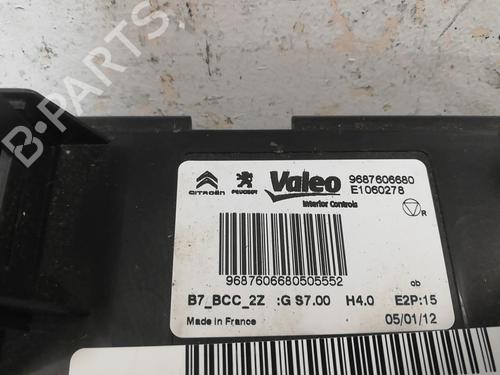 B-PARTS
CITROËN PEUGEOT Valeo 9687606680
E1060278
Interior Controls
R
9687606680505552
ob
B7_BCC_2Z :G S7.00 H4.0 E2P:15
Made in France 05/01/12